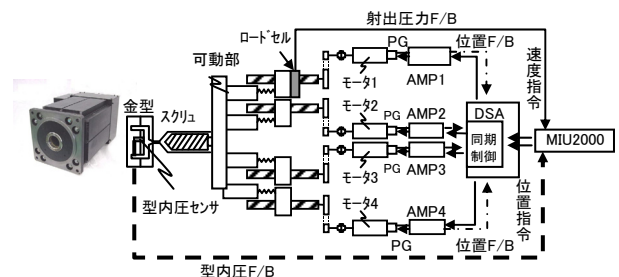 射出圧力F/B
ロードセル
PG
位置F/B
可動部
速度指令
モータ1
AMP1
金型
スクリュ
モータ2
DSA
AMP2
同期制御
MIU2000
PG
PG
AMP3
型内圧センサ
モータ3
位置指令
モータ4
AMP4
PG
位置F/B
型内圧F/B